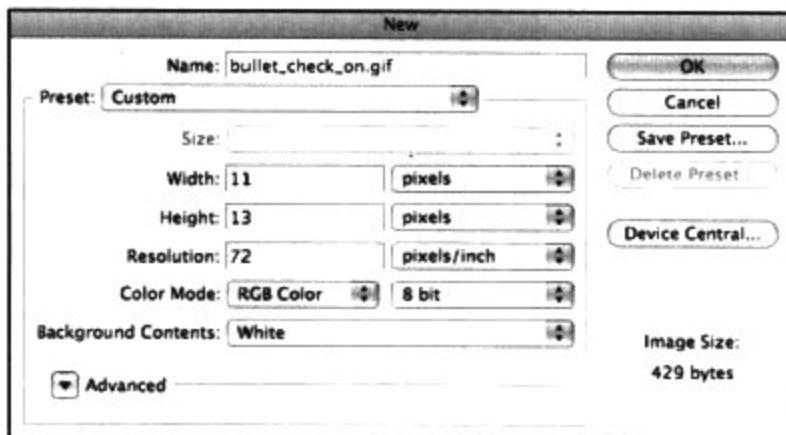 New
Name: bullet_check_on.gif
OK
Preset: Custom
Cancel
Size:
Save Preset...
Width: 11 pixels
Delete Preset...
Height: 13 pixels
Device Central...
Resolution: 72 pixels/inch
Color Mode: RGB Color 8 bit
Background Contents: White
Image Size:
429 bytes
Advanced